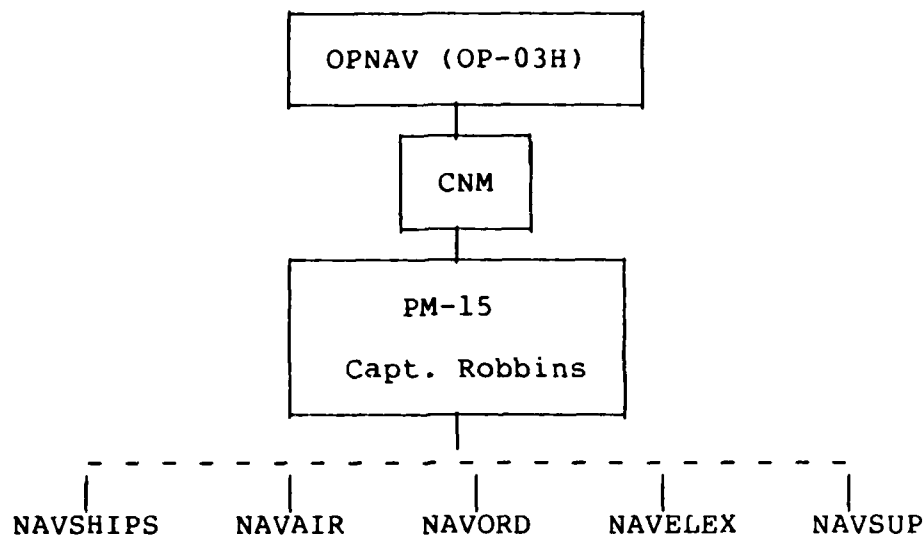 OPNAV (OP-03H)
CNM
PM-15
Capt. Robbins
NAVSHIPS NAVAIR NAVORD NAVELEX NAVSUP